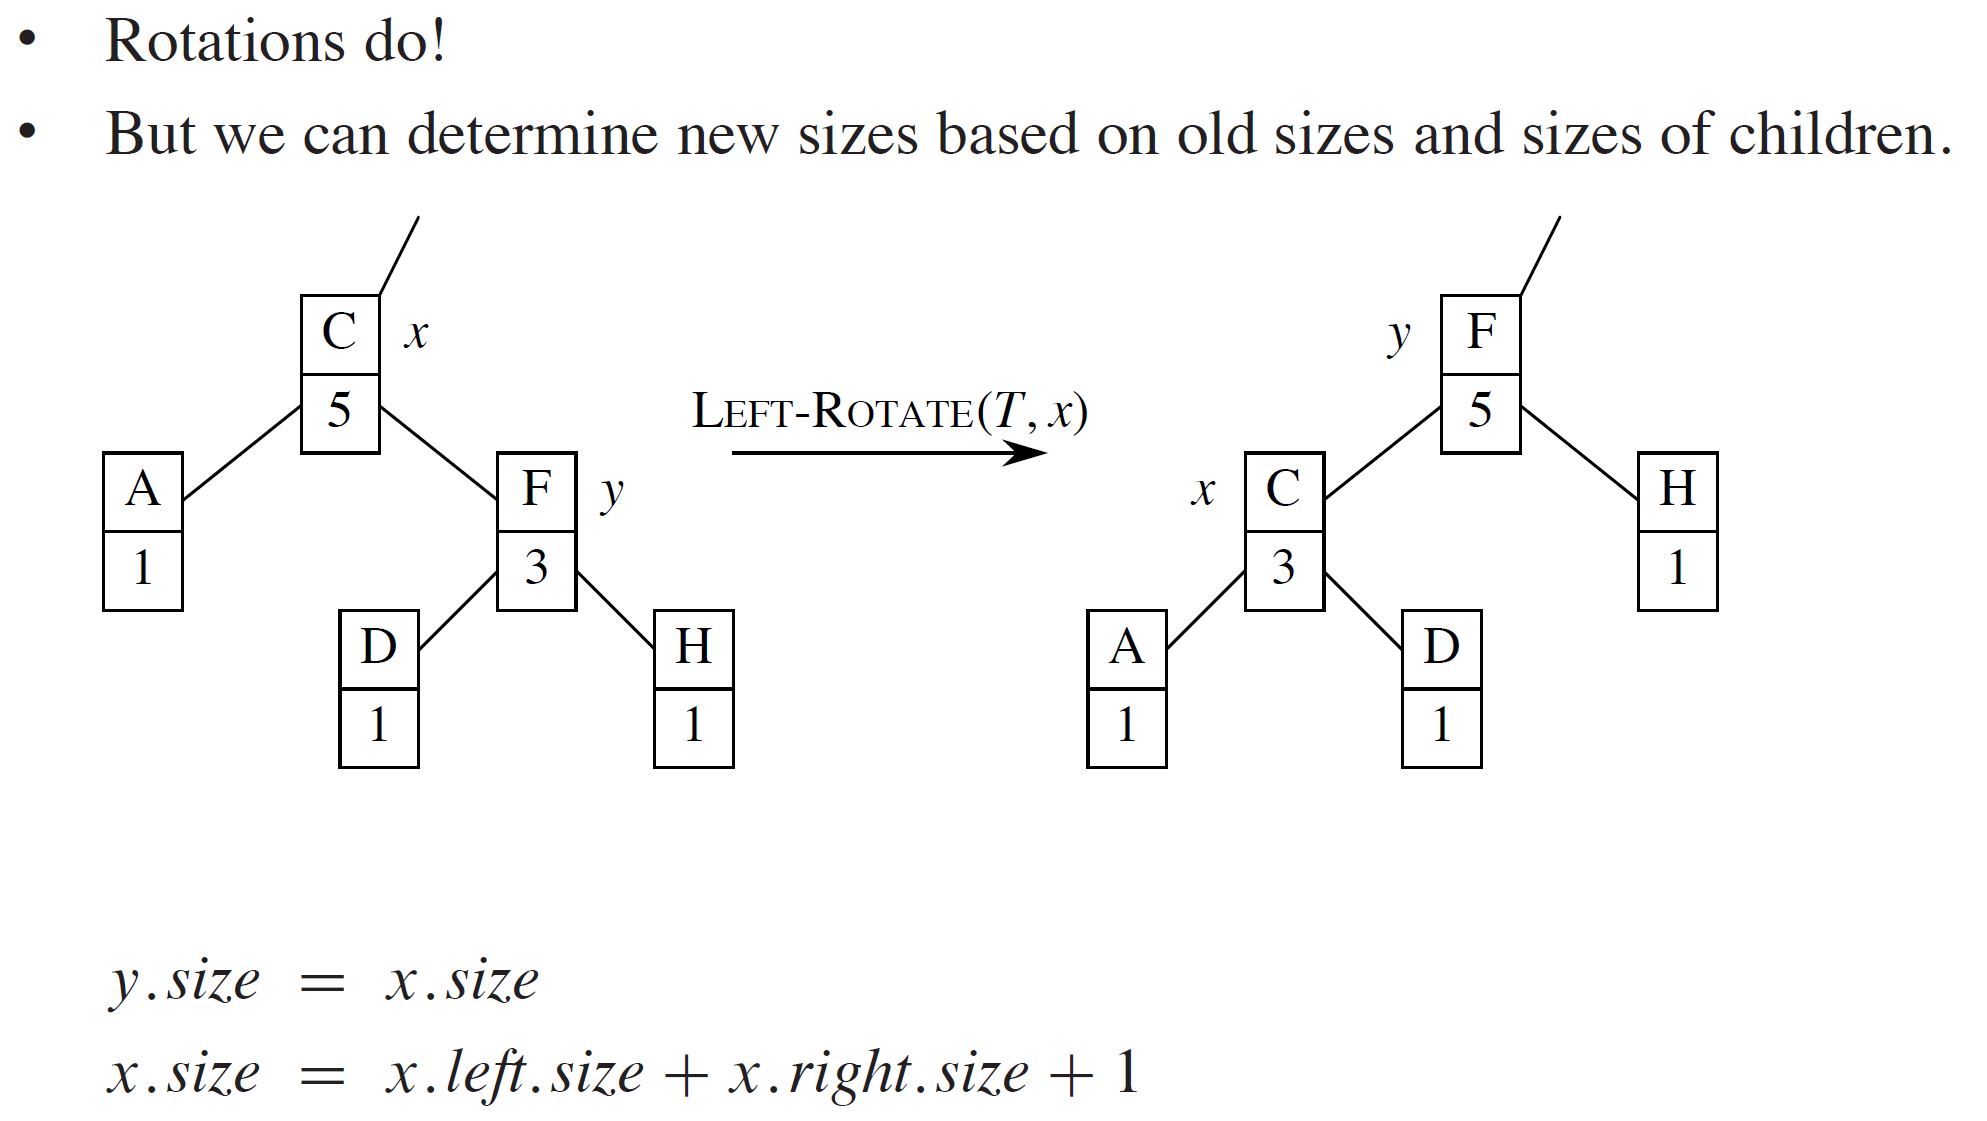 • Rotations do!
• But we can determine new sizes based on old sizes and sizes of children.
C x
5
A
1
F y
3
D
1
H
1
LEFT-ROTATE(T, x)
y F
5
x C
3
H
1
A
1
D
1
y.size = x.size
x.size = x.left.size + x.right.size + 1